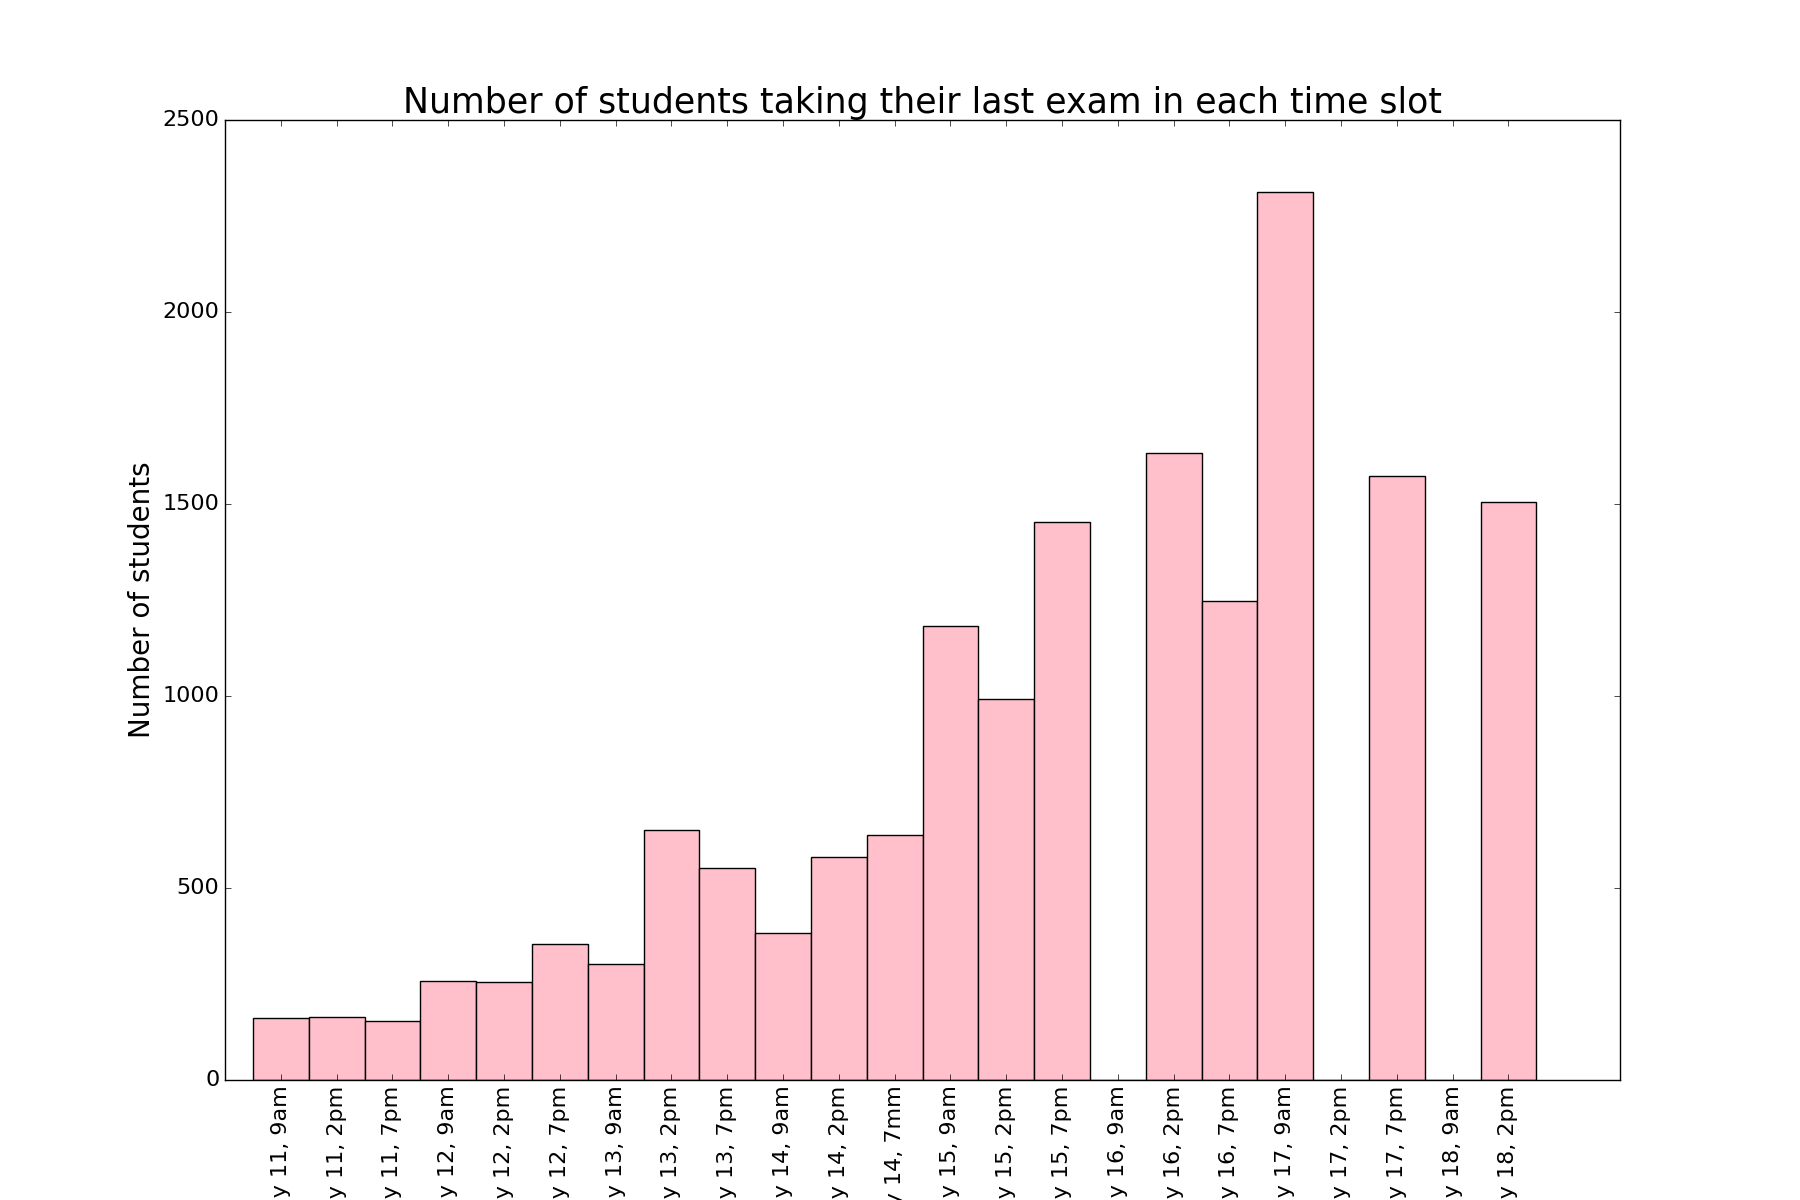 Number of students taking their last exam in each time slot
2500
2000
1500
1000
500
0
Number of students
y 11, 9am
y 11, 2pm
y 11, 7pm
y 12, 9am
y 12, 2pm
y 12, 7pm
y 13, 9am
y 13, 2pm
y 13, 7pm
y 14, 9am
y 14, 2pm
y 14, 7mm
y 15, 9am
y 15, 2pm
y 15, 7pm
y 16, 9am
y 16, 2pm
y 16, 7pm
y 17, 9am
y 17, 2pm
y 17, 7pm
y 18, 9am
y 18, 2pm